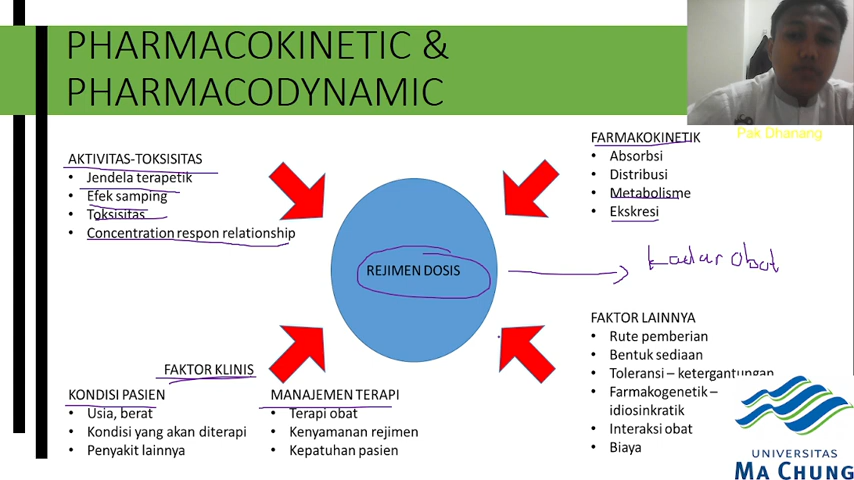 PHARMACOKINETIC &
PHARMACODYNAMIC
Pak Dhanang
AKTIVITAS-TOKSISITAS
• Jendela terapetik
• Efek samping
• Toksisitas
• Concentration respon relationship
FARMAKOKINETIK
• Absorbsi
• Distribusi
• Metabolisme
• Ekskresi
REJIMEN DOSIS
kadar obat
FAKTOR KLINIS
KONDISI PASIEN
• Usia, berat
• Kondisi yang akan diterapi
• Penyakit lainnya
MANAJEMEN TERAPI
• Terapi obat
• Kenyamanan rejimen
• Kepatuhan pasien
FAKTOR LAINNYA
• Rute pemberian
• Bentuk sediaan
• Toleransi – ketergantungan
• Farmakogenetik –
idiosinkratik
• Interaksi obat
• Biaya
UNIVERSITAS
MA CHUNG